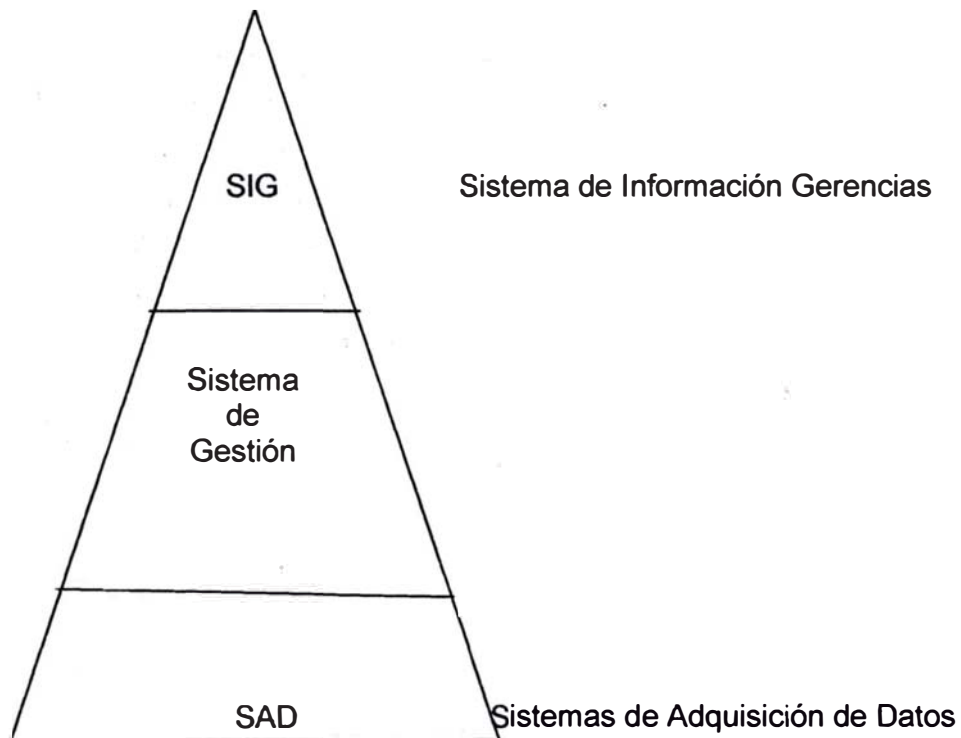 SIG
Sistema de Información Gerencias
Sistema
de
Gestión
SAD
Sistemas de Adquisición de Datos